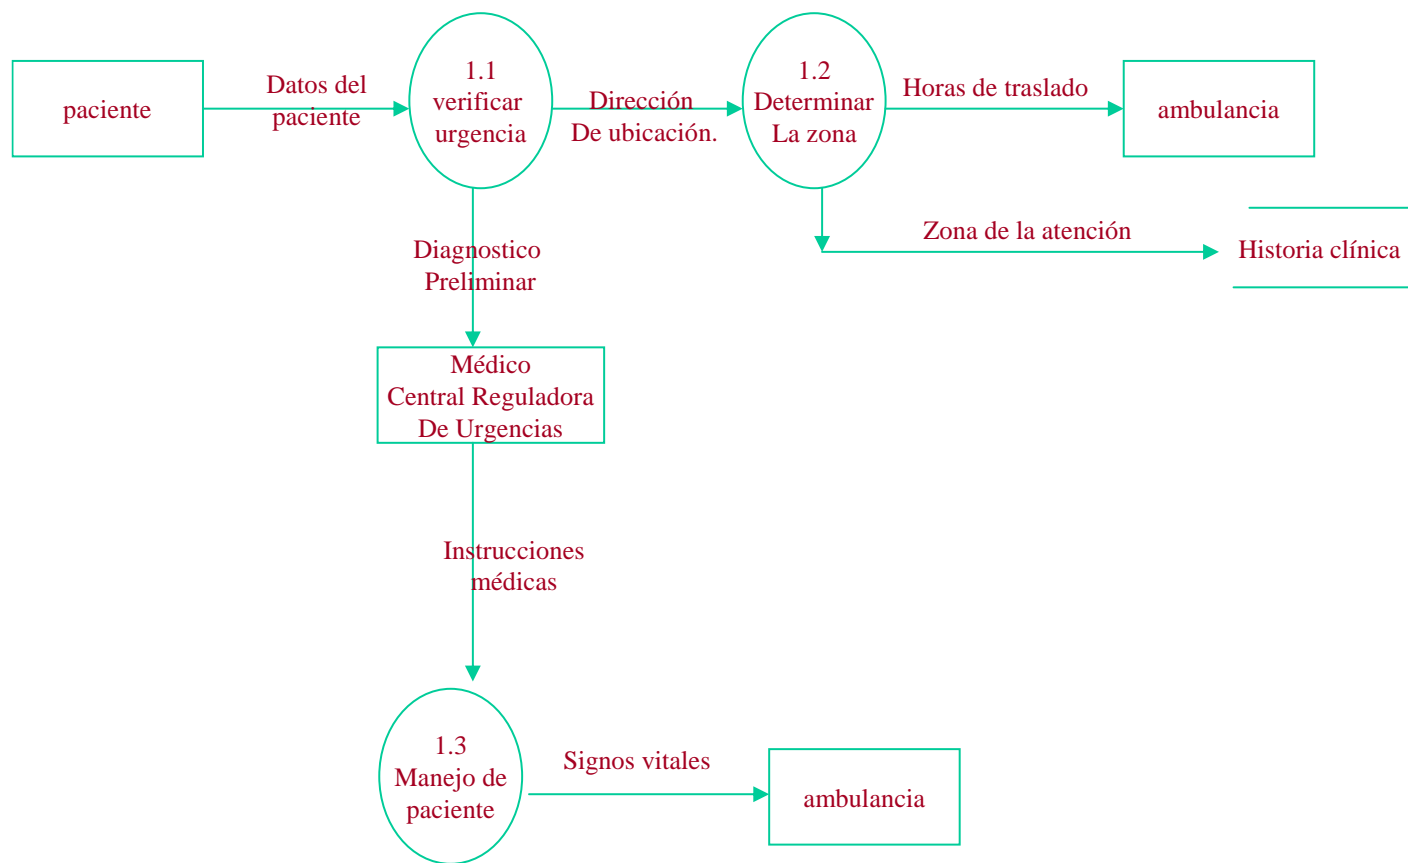 paciente
Datos del
paciente
1.1
verificar
urgencia
Dirección
De ubicación.
1.2
Determinar
La zona
Horas de traslado
ambulancia
Zona de la atención
Historia clínica
Diagnostico
Preliminar
Médico
Central Reguladora
De Urgencias
Instrucciones
médicas
1.3
Manejo de
paciente
Signos vitales
ambulancia